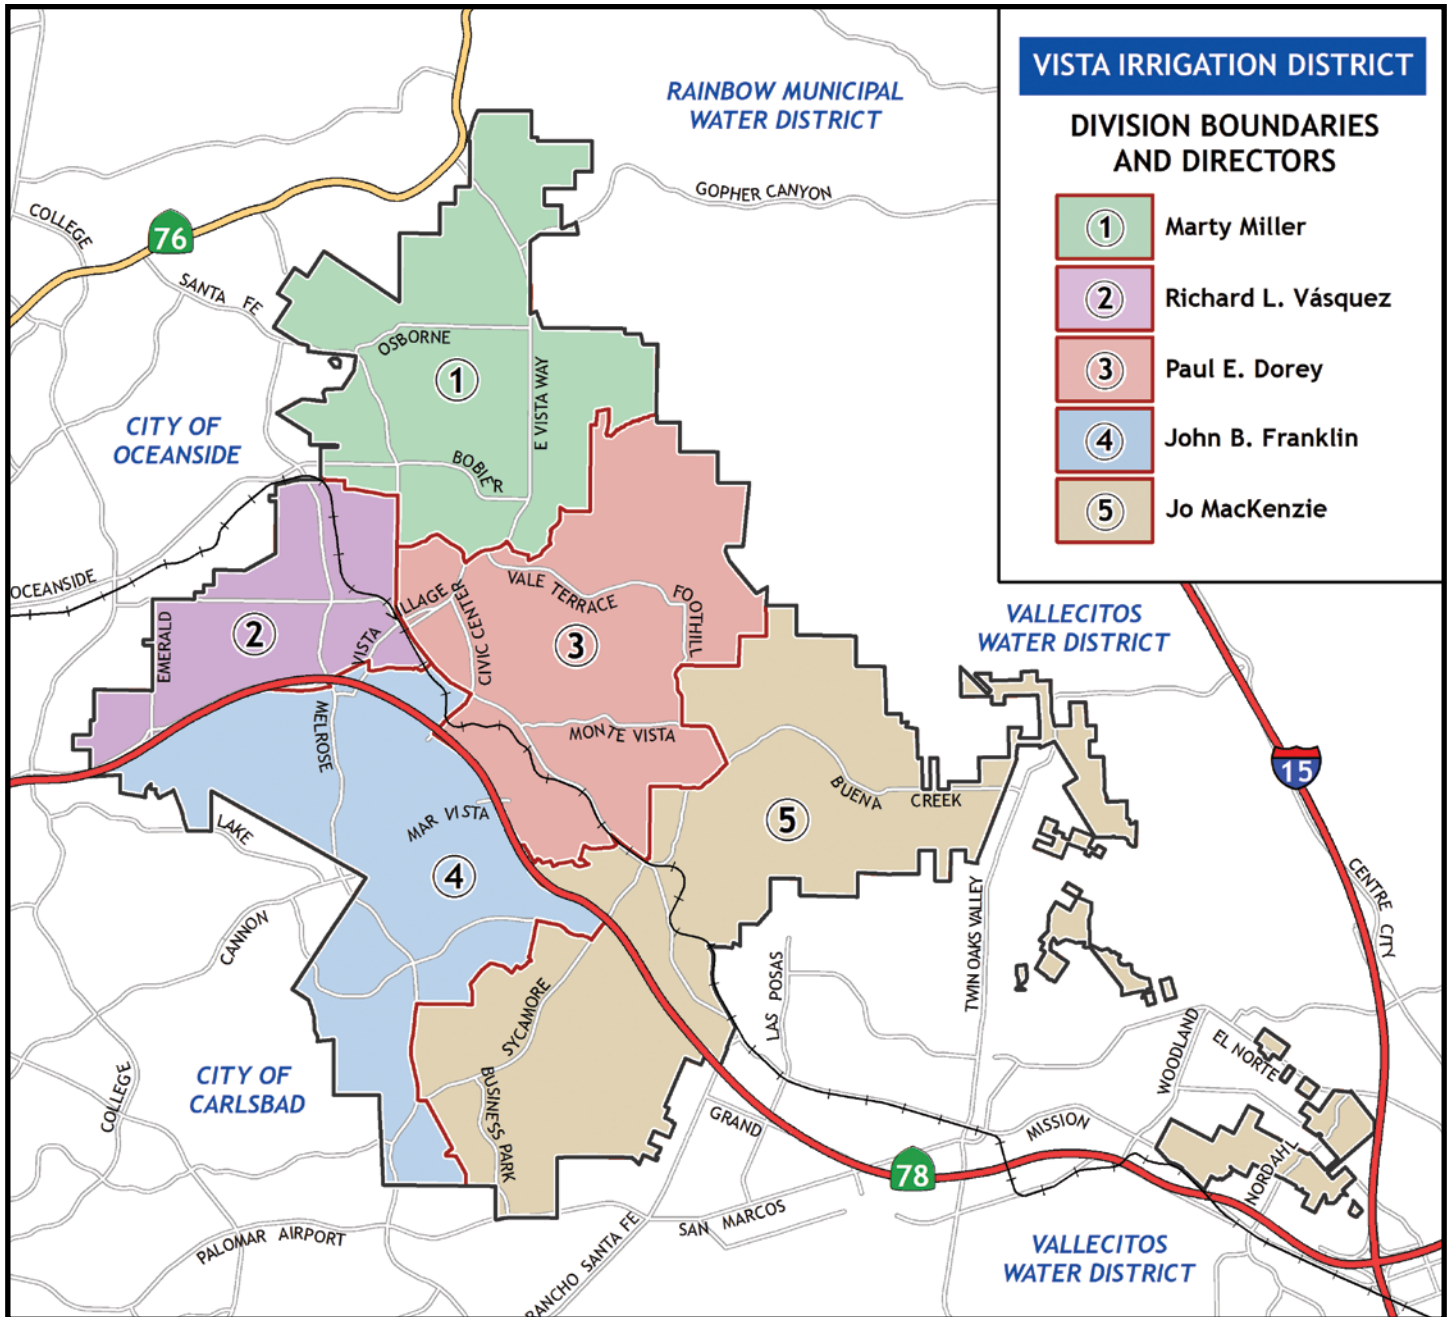 VISTA IRRIGATION DISTRICT
DIVISION BOUNDARIES
AND DIRECTORS
1 Marty Miller
2 Richard L. Vásquez
3 Paul E. Dorey
4 John B. Franklin
5 Jo MacKenzie
RAINBOW MUNICIPAL
WATER DISTRICT
GOPHER CANYON
COLLEGE
76
SANTA FE
OSBORNE
1
E VISTA WAY
CITY OF
OCEANSIDE
BOBIER
OCEANSIDE
VALE TERRACE
FOOTHILL
VISTA VILLAGE
CIVIC CENTER
EMERALD
2
3
VALLECITOS
WATER DISTRICT
MELROSE
MONTE VISTA
15
BUENA CREEK
5
MAR VISTA
LAKE
4
CANNON
TWIN OAKS VALLEY
CENTRE CITY
LAS POSAS
SYCAMORE
WOODLAND
EL NORTE
CITY OF
CARLSBAD
COLLEGE
BUSINESS PARK
GRAND
MISSION
78
NORDAHL
SAN MARCOS
PALOMAR AIRPORT
RANCHO SANTA FE
VALLECITOS
WATER DISTRICT